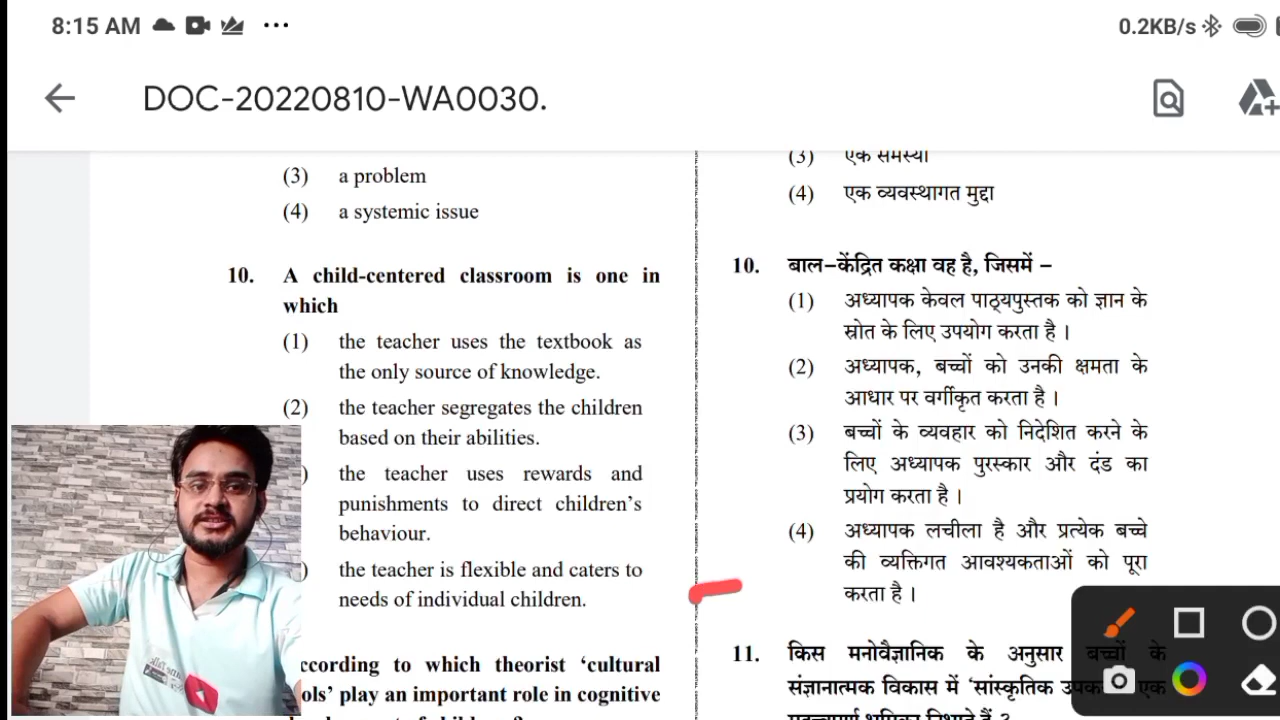 8:15 AM
0.2KB/s
DOC-20220810-WA0030.
(3) a problem
(4) a systemic issue
10. A child-centered classroom is one in
which
(1) the teacher uses the textbook as
the only source of knowledge.
(2) the teacher segregates the children
based on their abilities.
) the teacher uses rewards and
punishments to direct children's
behaviour.
) the teacher is flexible and caters to
needs of individual children.
ccording to which theorist 'cultural
ols' play an important role in cognitive
(3) एक समस्या
(4) एक व्यवस्थागत मुद्दा
10. बाल-केंद्रित कक्षा वह है, जिसमें –
(1) अध्यापक केवल पाठ्यपुस्तक को ज्ञान के
स्रोत के लिए उपयोग करता है ।
(2) अध्यापक, बच्चों को उनकी क्षमता के
आधार पर वर्गीकृत करता है ।
(3) बच्चों के व्यवहार को निदेशित करने के
लिए अध्यापक पुरस्कार और दंड का
प्रयोग करता है ।
(4) अध्यापक लचीला है और प्रत्येक बच्चे
की व्यक्तिगत आवश्यकताओं को पूरा
करता है ।
11. किस मनोवैज्ञानिक के अनुसार बच्चों के
संज्ञानात्मक विकास में 'सांस्कृतिक एक